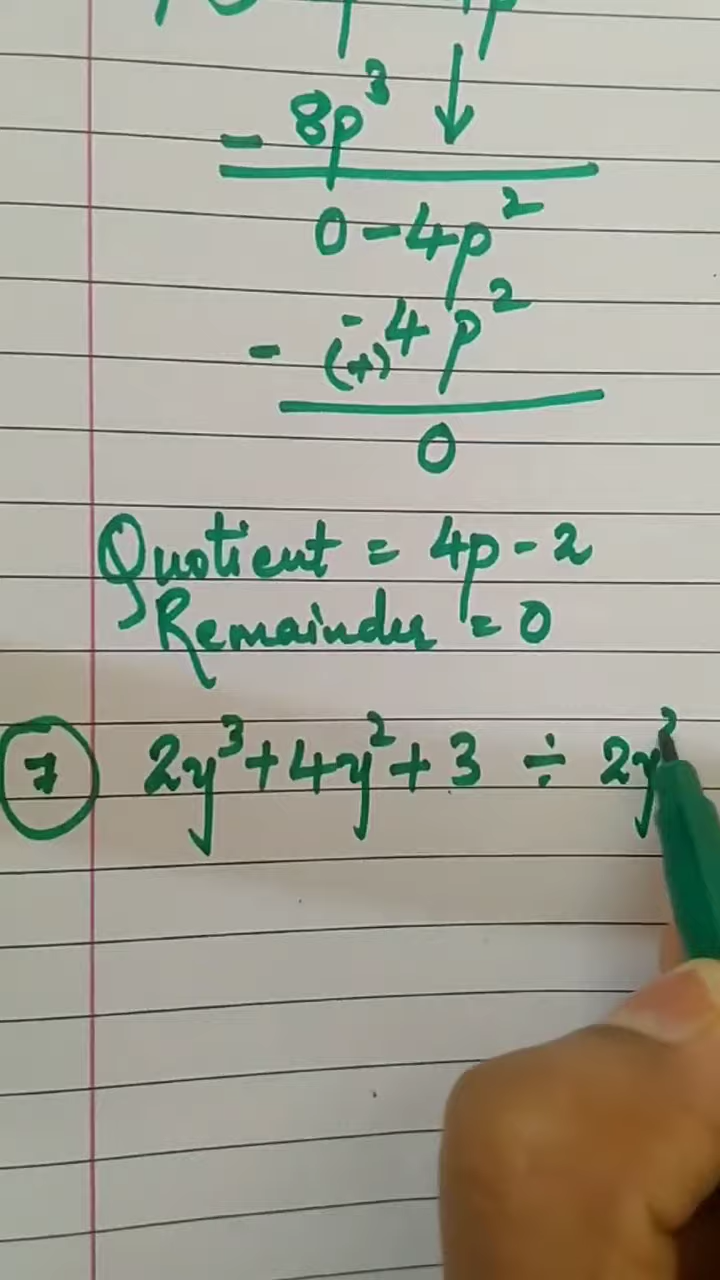 - 8p³ ↓
0 - 4p²
- (+) -4p²
0
Quotient = 4p - 2
Remainder = 0
7 2y³ + 4y² + 3 ÷ 2y²